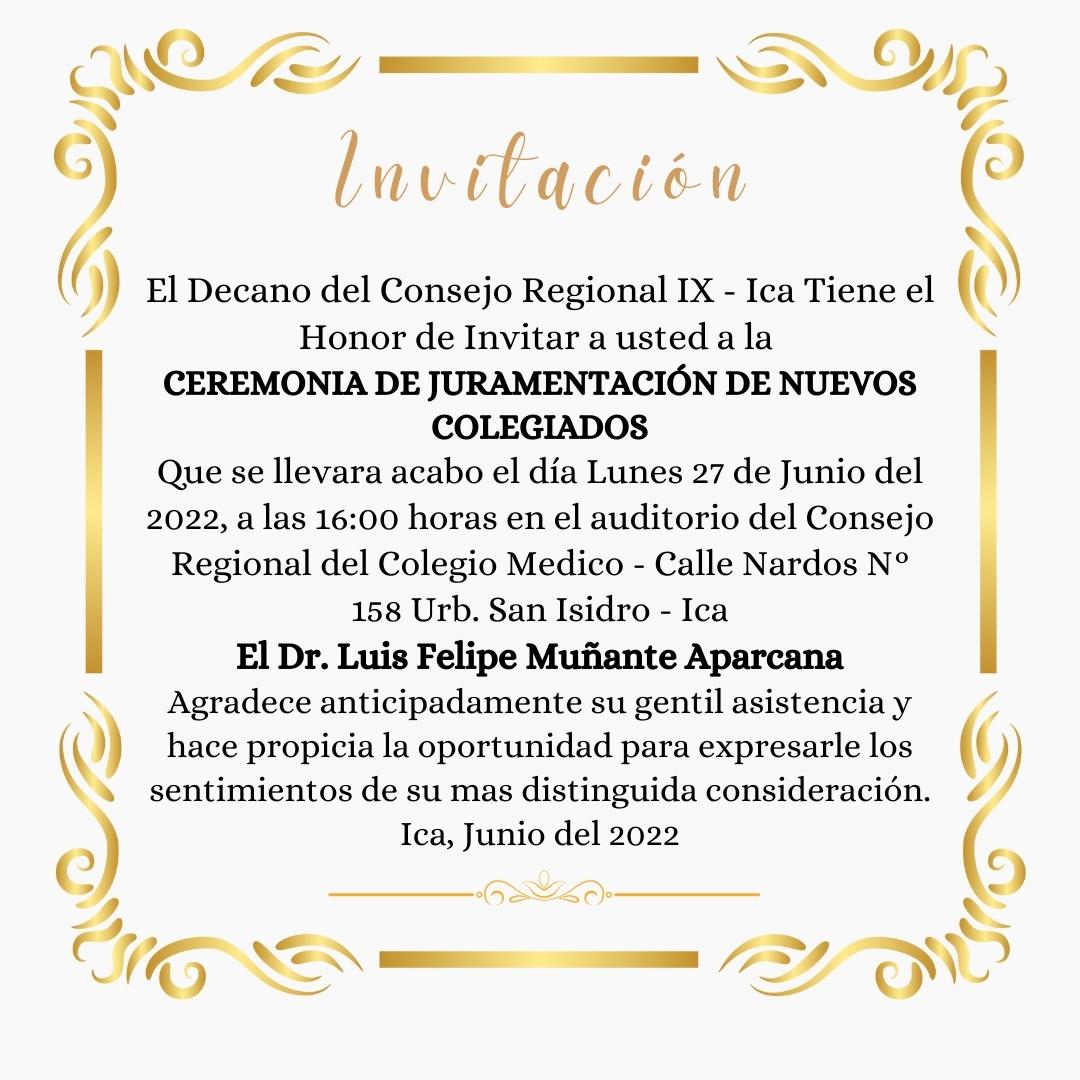 Invitación
El Decano del Consejo Regional IX - Ica Tiene el
Honor de Invitar a usted a la
CEREMONIA DE JURAMENTACIÓN DE NUEVOS
COLEGIADOS
Que se llevara acabo el día Lunes 27 de Junio del
2022, a las 16:00 horas en el auditorio del Consejo
Regional del Colegio Medico - Calle Nardos Nº
158 Urb. San Isidro - Ica
El Dr. Luis Felipe Muñante Aparcana
Agradece anticipadamente su gentil asistencia y
hace propicia la oportunidad para expresarle los
sentimientos de su mas distinguida consideración.
Ica, Junio del 2022